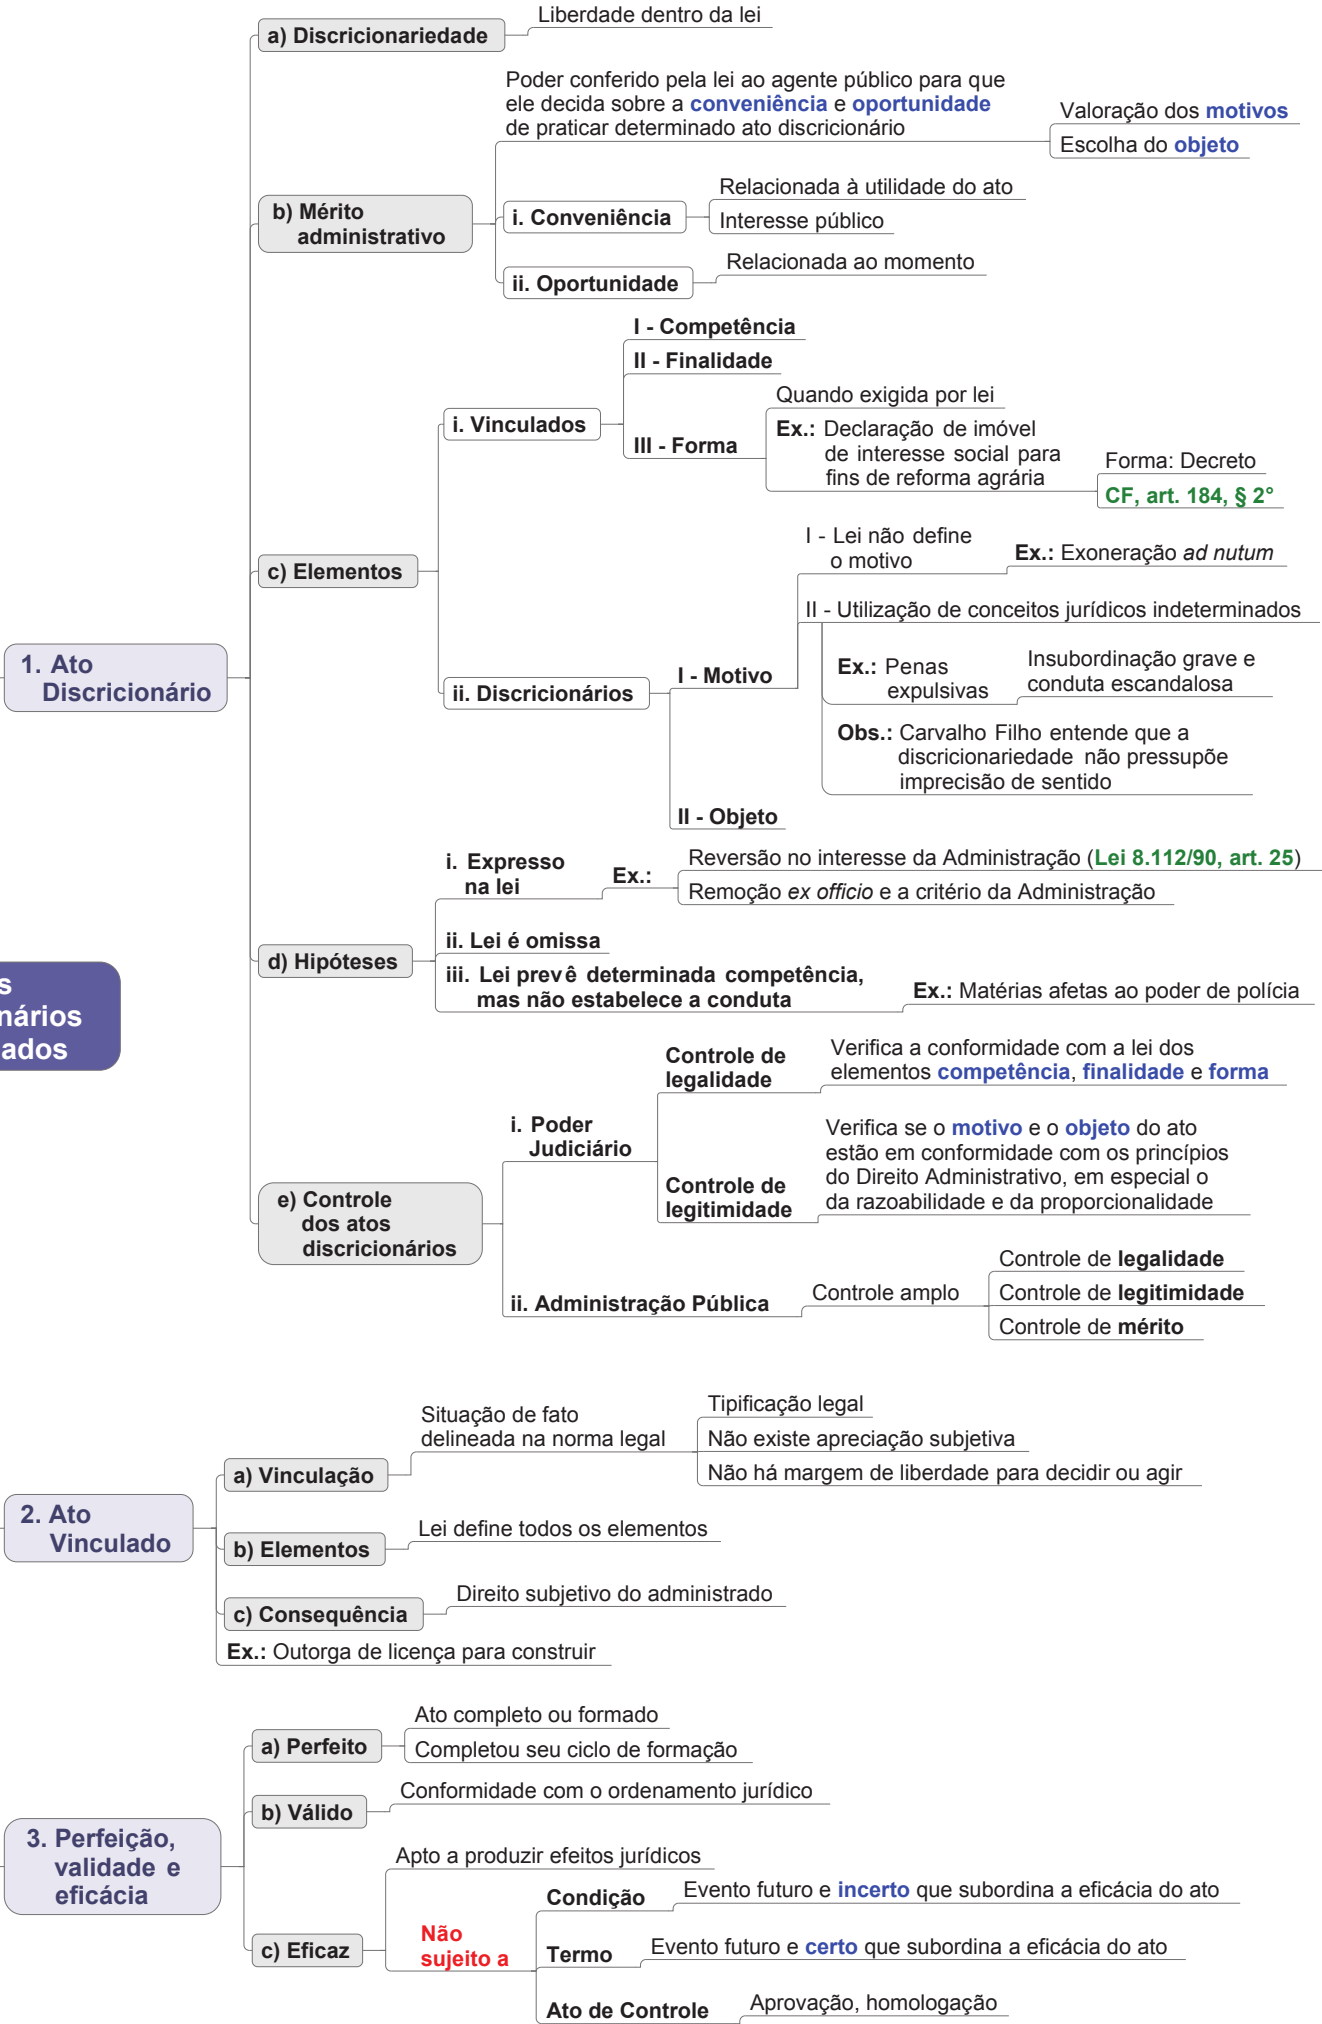 a) Discricionariedade
Liberdade dentro da lei
b) Mérito
administrativo
Poder conferido pela lei ao agente público para que
ele decida sobre a conveniência e oportunidade
de praticar determinado ato discricionário
Valoração dos motivos
Escolha do objeto
i. Conveniência
Relacionada à utilidade do ato
Interesse público
ii. Oportunidade
Relacionada ao momento
1. Ato
Discricionário
c) Elementos
i. Vinculados
I - Competência
II - Finalidade
III - Forma
Quando exigida por lei
Ex.: Declaração de imóvel
de interesse social para
fins de reforma agrária
Forma: Decreto
CF, art. 184, § 2°
ii. Discricionários
I - Motivo
I - Lei não define
o motivo
Ex.: Exoneração ad nutum
II - Utilização de conceitos jurídicos indeterminados
Ex.: Penas
expulsivas
Insubordinação grave e
conduta escandalosa
Obs.: Carvalho Filho entende que a
discricionariedade não pressupõe
imprecisão de sentido
II - Objeto
d) Hipóteses
i. Expresso
na lei
Ex.:
Reversão no interesse da Administração (Lei 8.112/90, art. 25)
Remoção ex officio e a critério da Administração
ii. Lei é omissa
iii. Lei prevê determinada competência,
mas não estabelece a conduta
Ex.: Matérias afetas ao poder de polícia
s
nários
ados
e) Controle
dos atos
discricionários
i. Poder
Judiciário
Controle de
legalidade
Verifica a conformidade com a lei dos
elementos competência, finalidade e forma
Controle de
legitimidade
Verifica se o motivo e o objeto do ato
estão em conformidade com os princípios
do Direito Administrativo, em especial o
da razoabilidade e da proporcionalidade
ii. Administração Pública
Controle amplo
Controle de legalidade
Controle de legitimidade
Controle de mérito
2. Ato
Vinculado
a) Vinculação
Situação de fato
delineada na norma legal
Tipificação legal
Não existe apreciação subjetiva
Não há margem de liberdade para decidir ou agir
b) Elementos
Lei define todos os elementos
c) Consequência
Direito subjetivo do administrado
Ex.: Outorga de licença para construir
3. Perfeição,
validade e
eficácia
a) Perfeito
Ato completo ou formado
Completou seu ciclo de formação
b) Válido
Conformidade com o ordenamento jurídico
c) Eficaz
Apto a produzir efeitos jurídicos
Não
sujeito a
Condição
Evento futuro e incerto que subordina a eficácia do ato
Termo
Evento futuro e certo que subordina a eficácia do ato
Ato de Controle
Aprovação, homologação